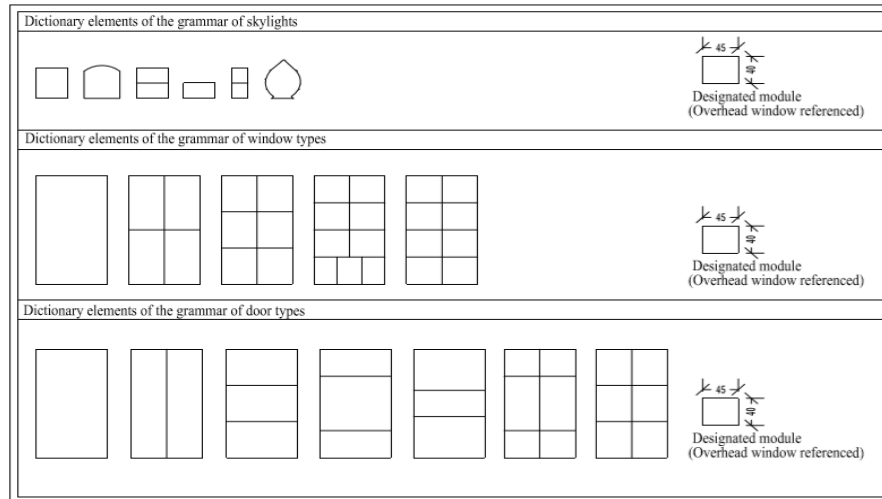 Dictionary elements of the grammar of skylights
45
40
Designated module
(Overhead window referenced)
Dictionary elements of the grammar of window types
45
40
Designated module
(Overhead window referenced)
Dictionary elements of the grammar of door types
45
40
Designated module
(Overhead window referenced)